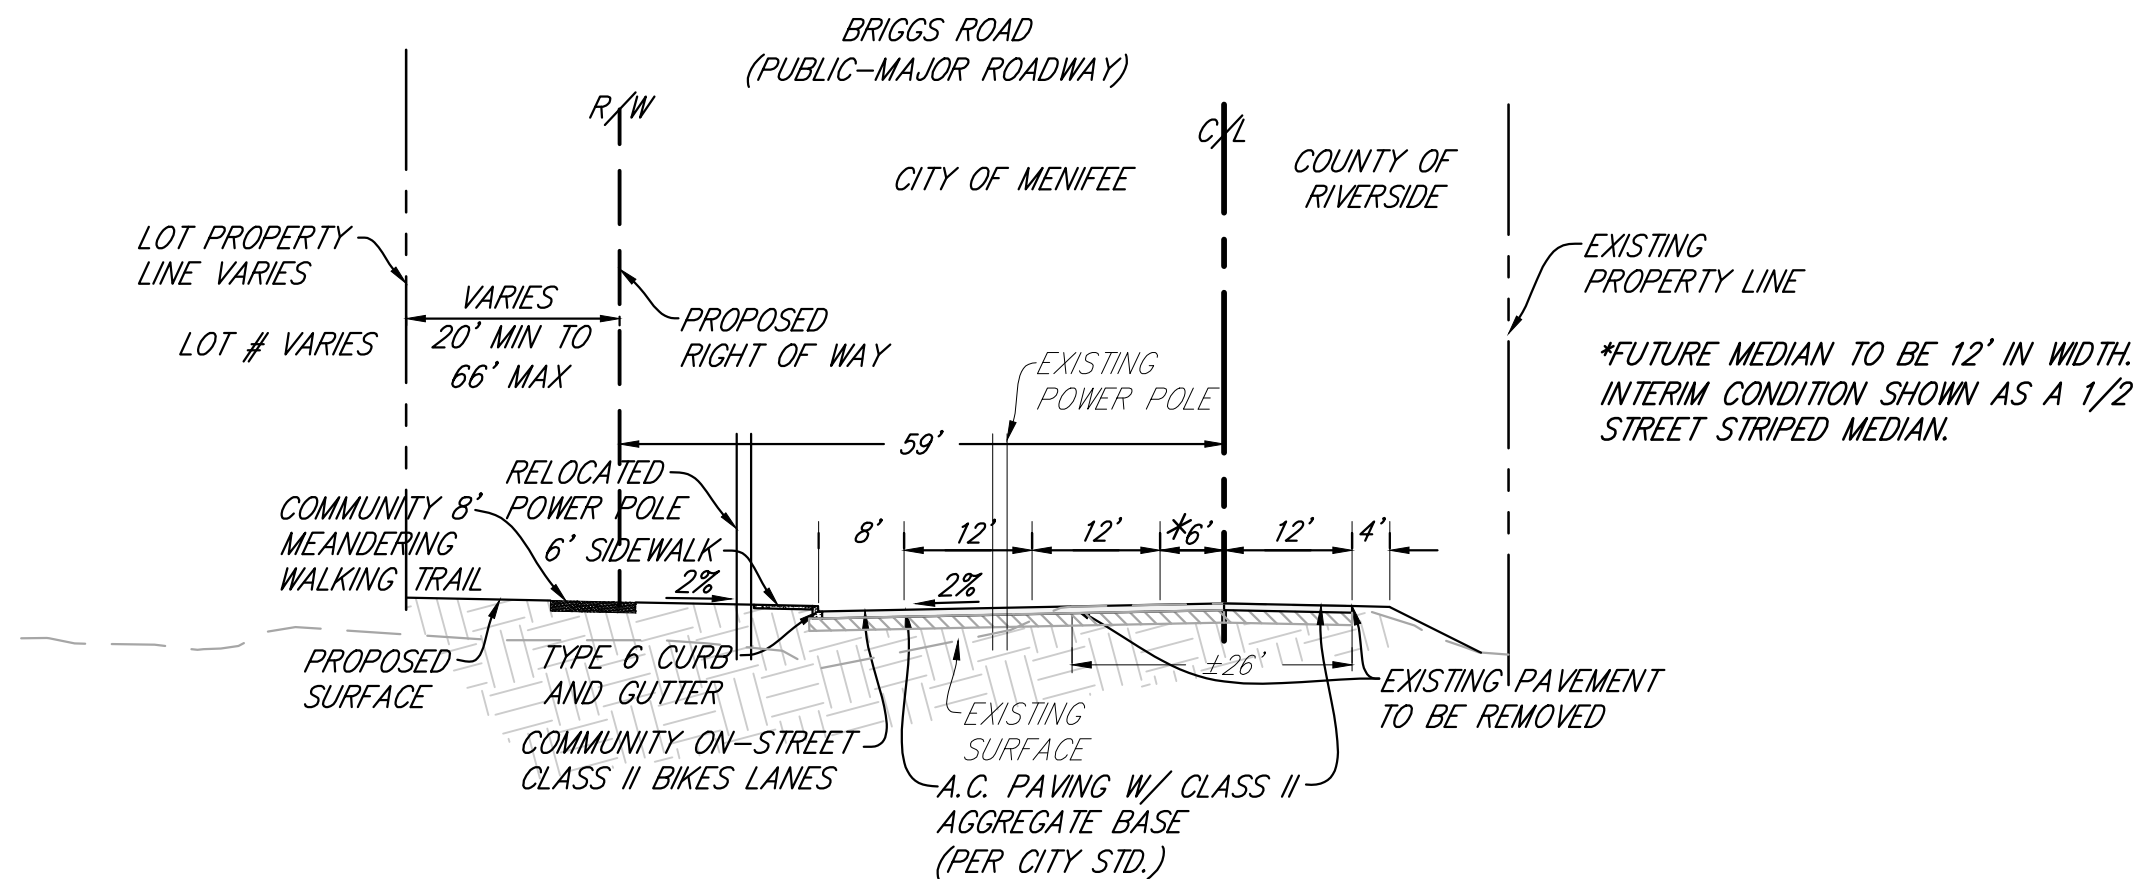 BRIGGS ROAD
(PUBLIC-MAJOR ROADWAY)
R/W
C/L
CITY OF MENIFEE
COUNTY OF
RIVERSIDE
LOT PROPERTY
LINE VARIES
LOT # VARIES
VARIES
20' MIN TO
66' MAX
PROPOSED
RIGHT OF WAY
EXISTING
POWER POLE
EXISTING
PROPERTY LINE
*FUTURE MEDIAN TO BE 12' IN WIDTH.
INTERIM CONDITION SHOWN AS A 1/2
STREET STRIPED MEDIAN.
59'
RELOCATED
POWER POLE
COMMUNITY 8'
MEANDERING
WALKING TRAIL
6' SIDEWALK
8'
12'
12'
*6'
12'
4'
2%
2%
PROPOSED
SURFACE
TYPE 6 CURB
AND GUTTER
±26'
EXISTING PAVEMENT
TO BE REMOVED
EXISTING
SURFACE
COMMUNITY ON-STREET
CLASS II BIKES LANES
A.C. PAVING W/ CLASS II
AGGREGATE BASE
(PER CITY STD.)